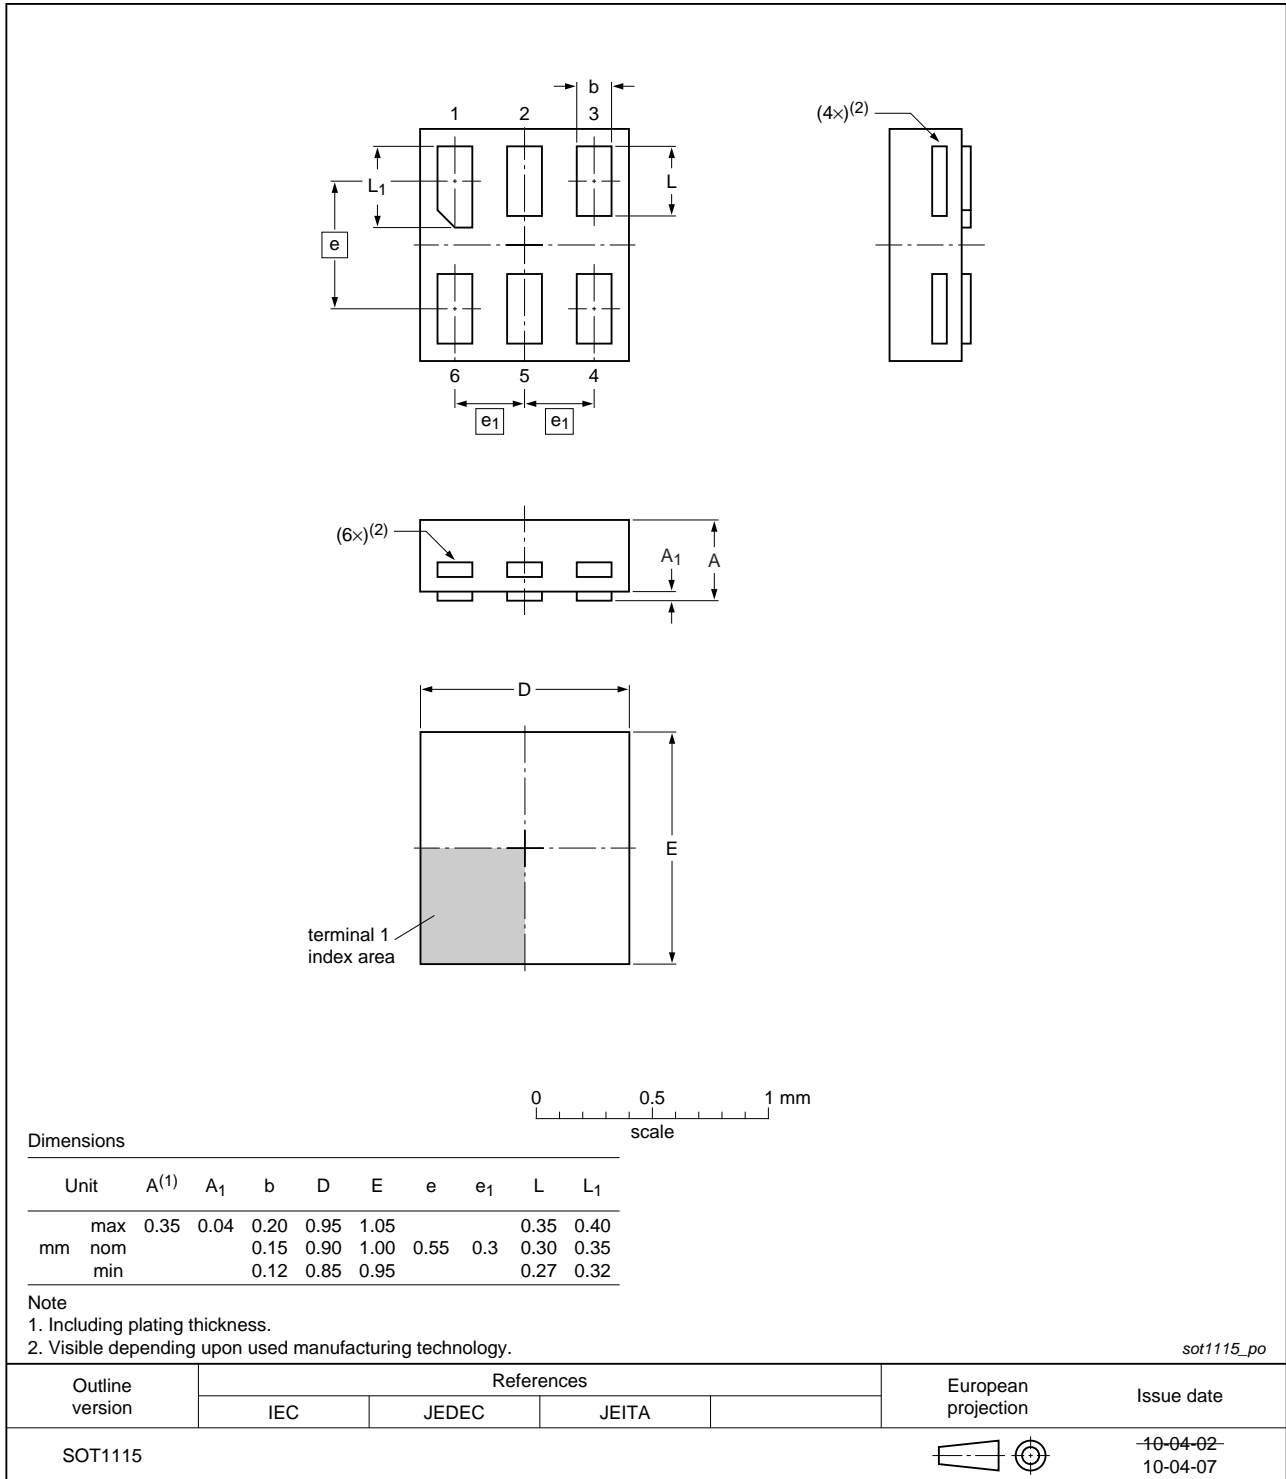 b
1 2 3
(4×)(2)
L1
L
e
6 5 4
e1 e1
(6×)(2)
A1 A
D
E
terminal 1
index area
0 0.5 1 mm
scale
Dimensions
Unit A(1) A1 b D E e e1 L L1
max 0.35 0.04 0.20 0.95 1.05 0.35 0.40
mm nom 0.15 0.90 1.00 0.55 0.3 0.30 0.35
min 0.12 0.85 0.95 0.27 0.32
Note
1. Including plating thickness.
2. Visible depending upon used manufacturing technology.
sot1115_po
Outline
version
References
IEC JEDEC JEITA
European
projection
Issue date
SOT1115
10-04-02
10-04-07